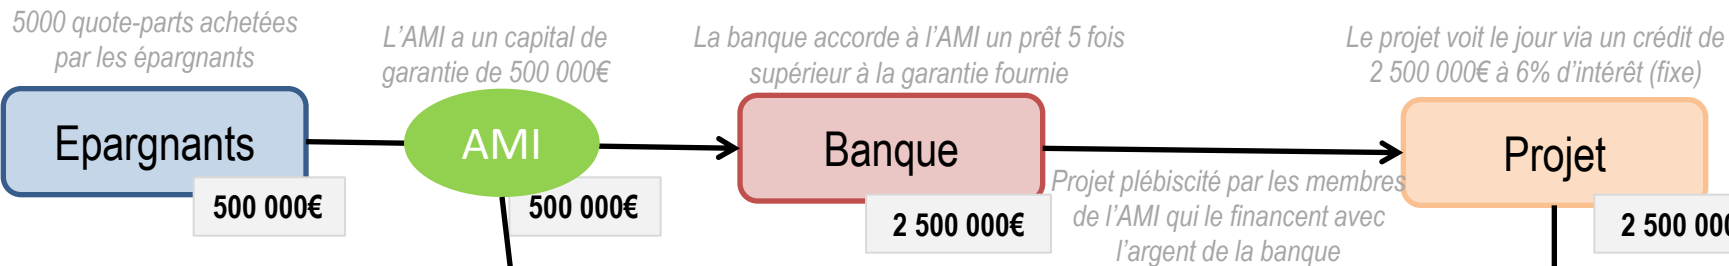 5000 quote-parts achetées
par les épargnants
L’AMI a un capital de
garantie de 500 000€
La banque accorde à l’AMI un prêt 5 fois
supérieur à la garantie fournie
Le projet voit le jour via un crédit de
2 500 000€ à 6% d’intérêt (fixe)
Epargnants
AMI
Banque
Projet
500 000€
500 000€
2 500 000€
Projet plébiscité par les membres
de l’AMI qui le financent avec
l’argent de la banque
2 500 00